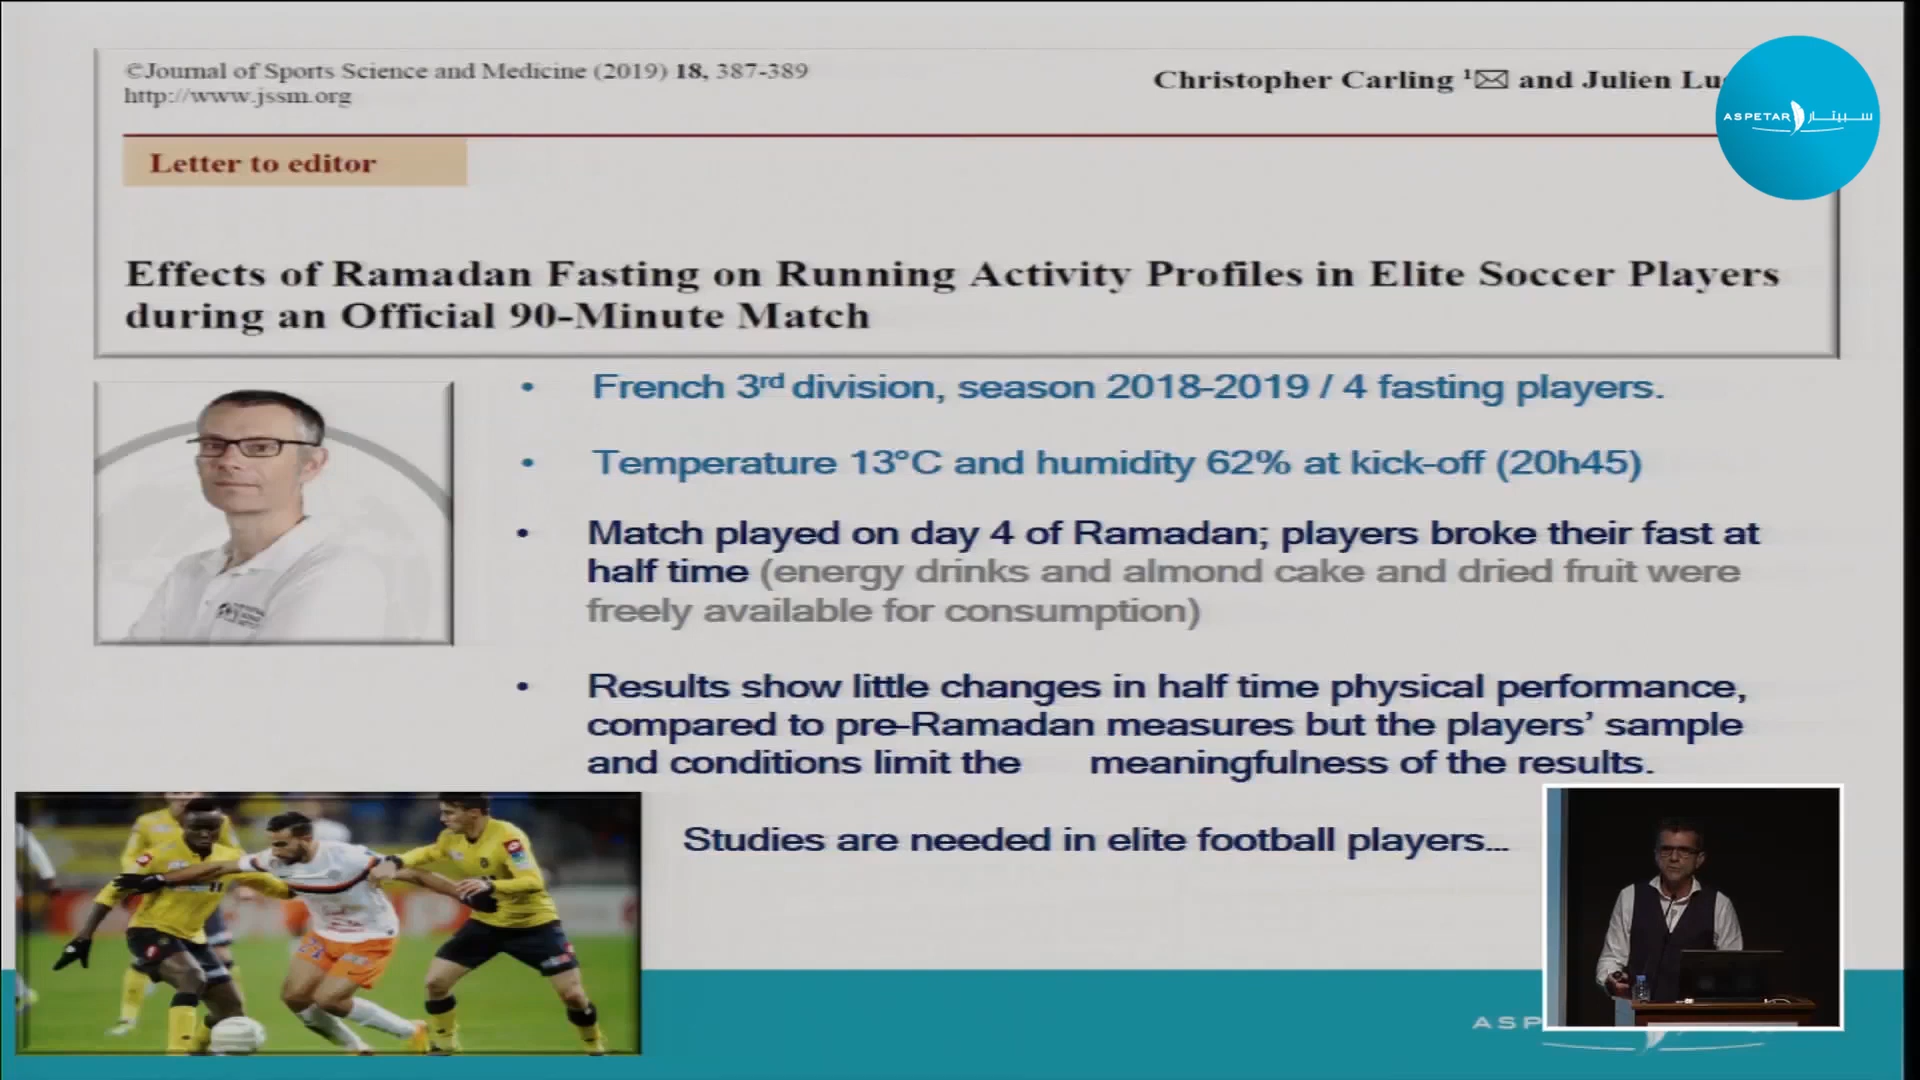 ©Journal of Sports Science and Medicine (2019) 18, 387-389
http://www.jssm.org
Christopher Carling ¹✉ and Julien
ASPETAR سبيتار
Letter to editor
Effects of Ramadan Fasting on Running Activity Profiles in Elite Soccer Players
during an Official 90-Minute Match
• French 3rd division, season 2018-2019 / 4 fasting players.
• Temperature 13°C and humidity 62% at kick-off (20h45)
• Match played on day 4 of Ramadan; players broke their fast at
half time (energy drinks and almond cake and dried fruit were
freely available for consumption)
• Results show little changes in half time physical performance,
compared to pre-Ramadan measures but the players’ sample
and conditions limit the meaningfulness of the results.
Studies are needed in elite football players...